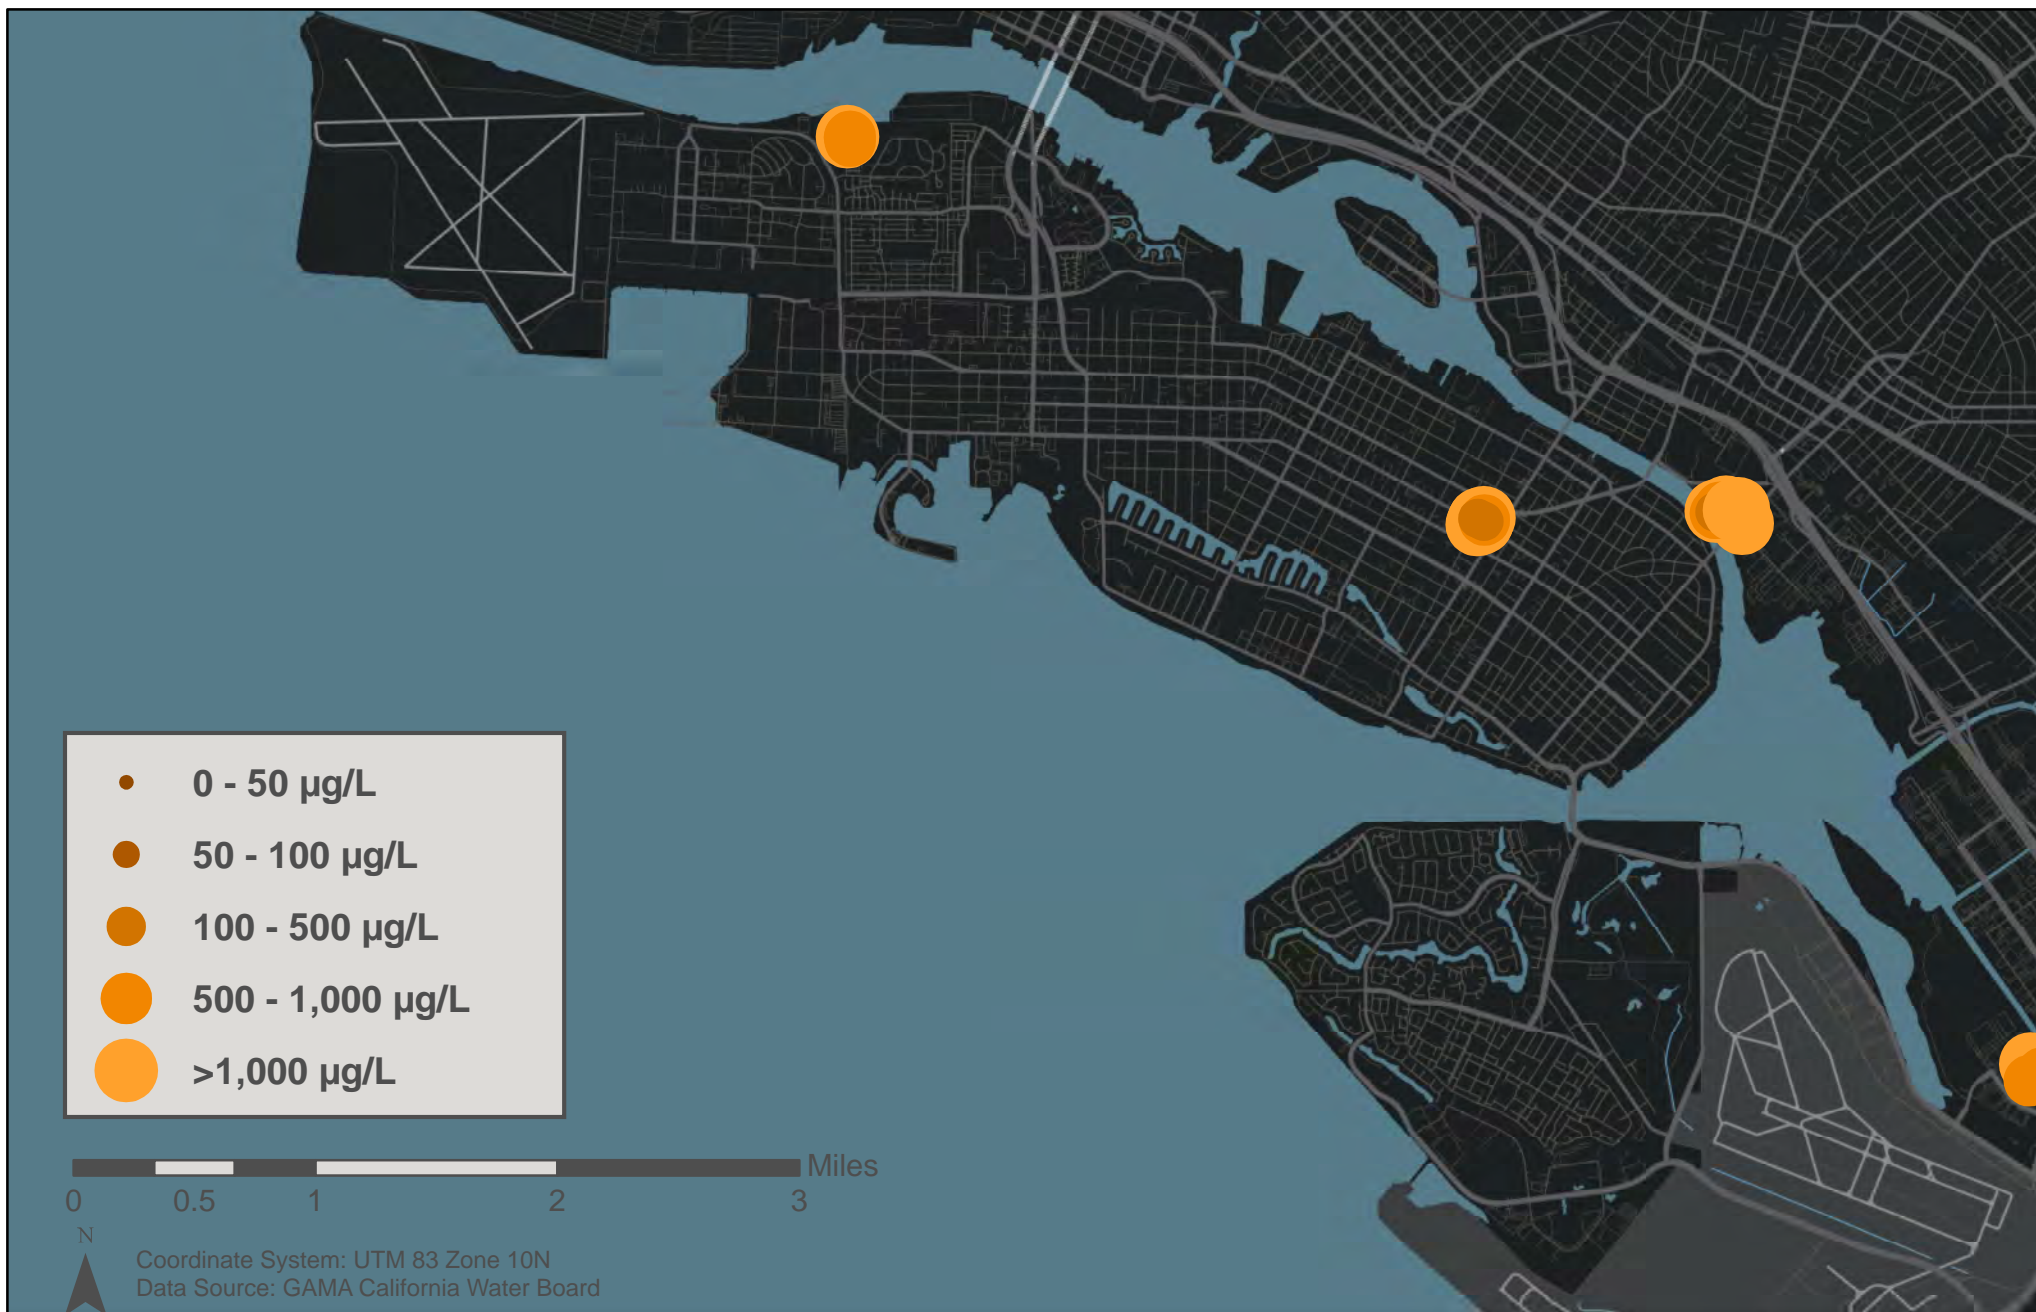 0 - 50 µg/L
50 - 100 µg/L
100 - 500 µg/L
500 - 1,000 µg/L
>1,000 µg/L
Miles
0 0.5 1 2 3
N
Coordinate System: UTM 83 Zone 10N
Data Source: GAMA California Water Board